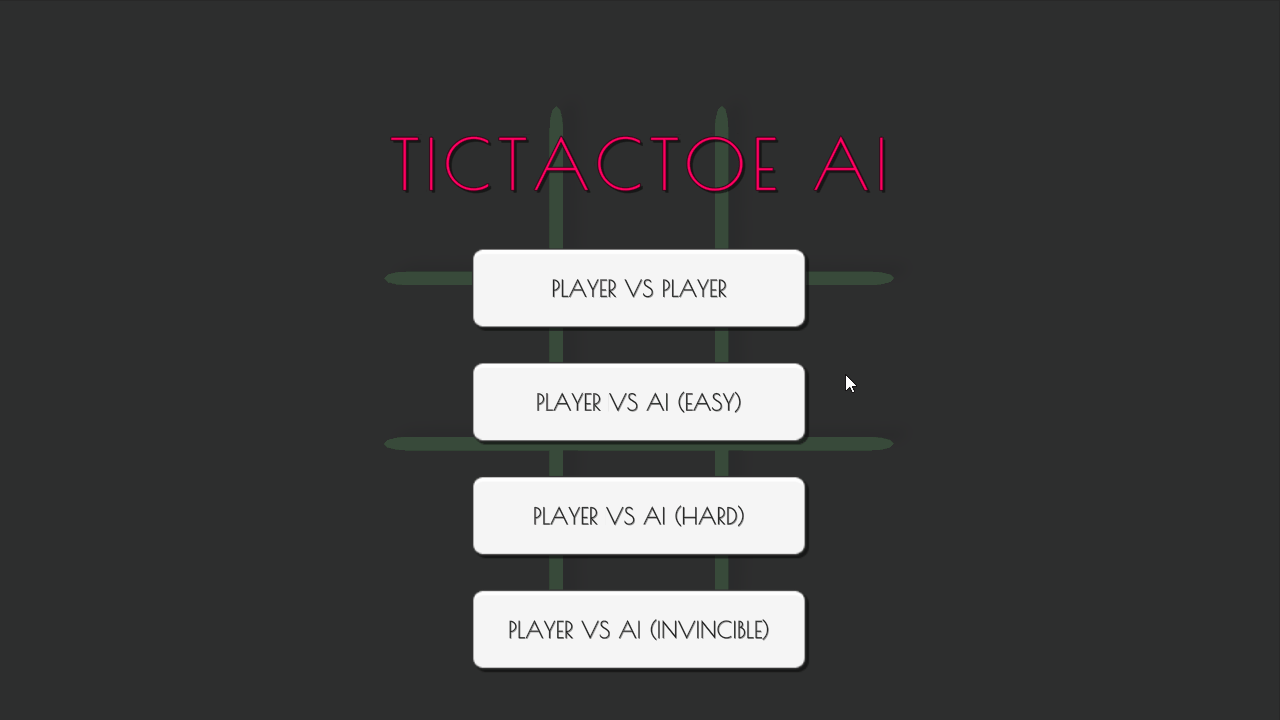 TICTACTOE AI
PLAYER VS PLAYER
PLAYER VS AI (EASY)
PLAYER VS AI (HARD)
PLAYER VS AI (INVINCIBLE)